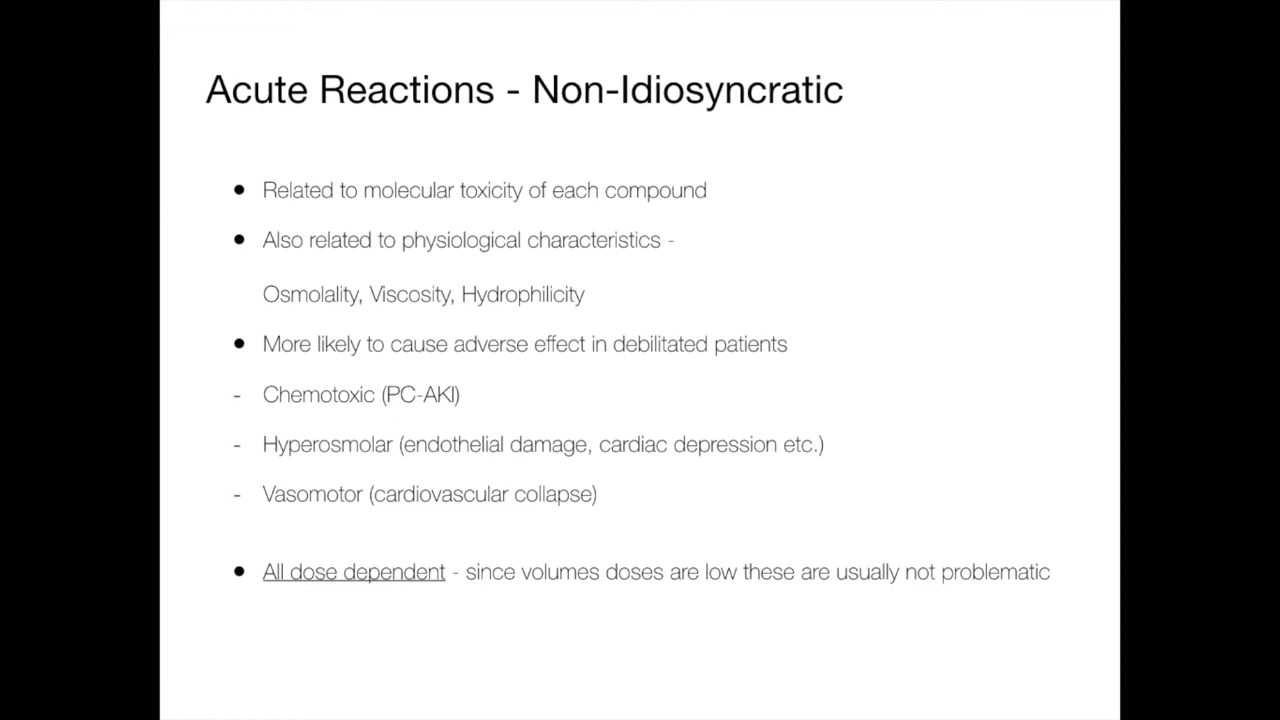 Acute Reactions - Non-Idiosyncratic
● Related to molecular toxicity of each compound
● Also related to physiological characteristics -
Osmolality, Viscosity, Hydrophilicity
● More likely to cause adverse effect in debilitated patients
- Chemotoxic (PC-AKI)
- Hyperosmolar (endothelial damage, cardiac depression etc.)
- Vasomotor (cardiovascular collapse)
● All dose dependent - since volumes doses are low these are usually not problematic